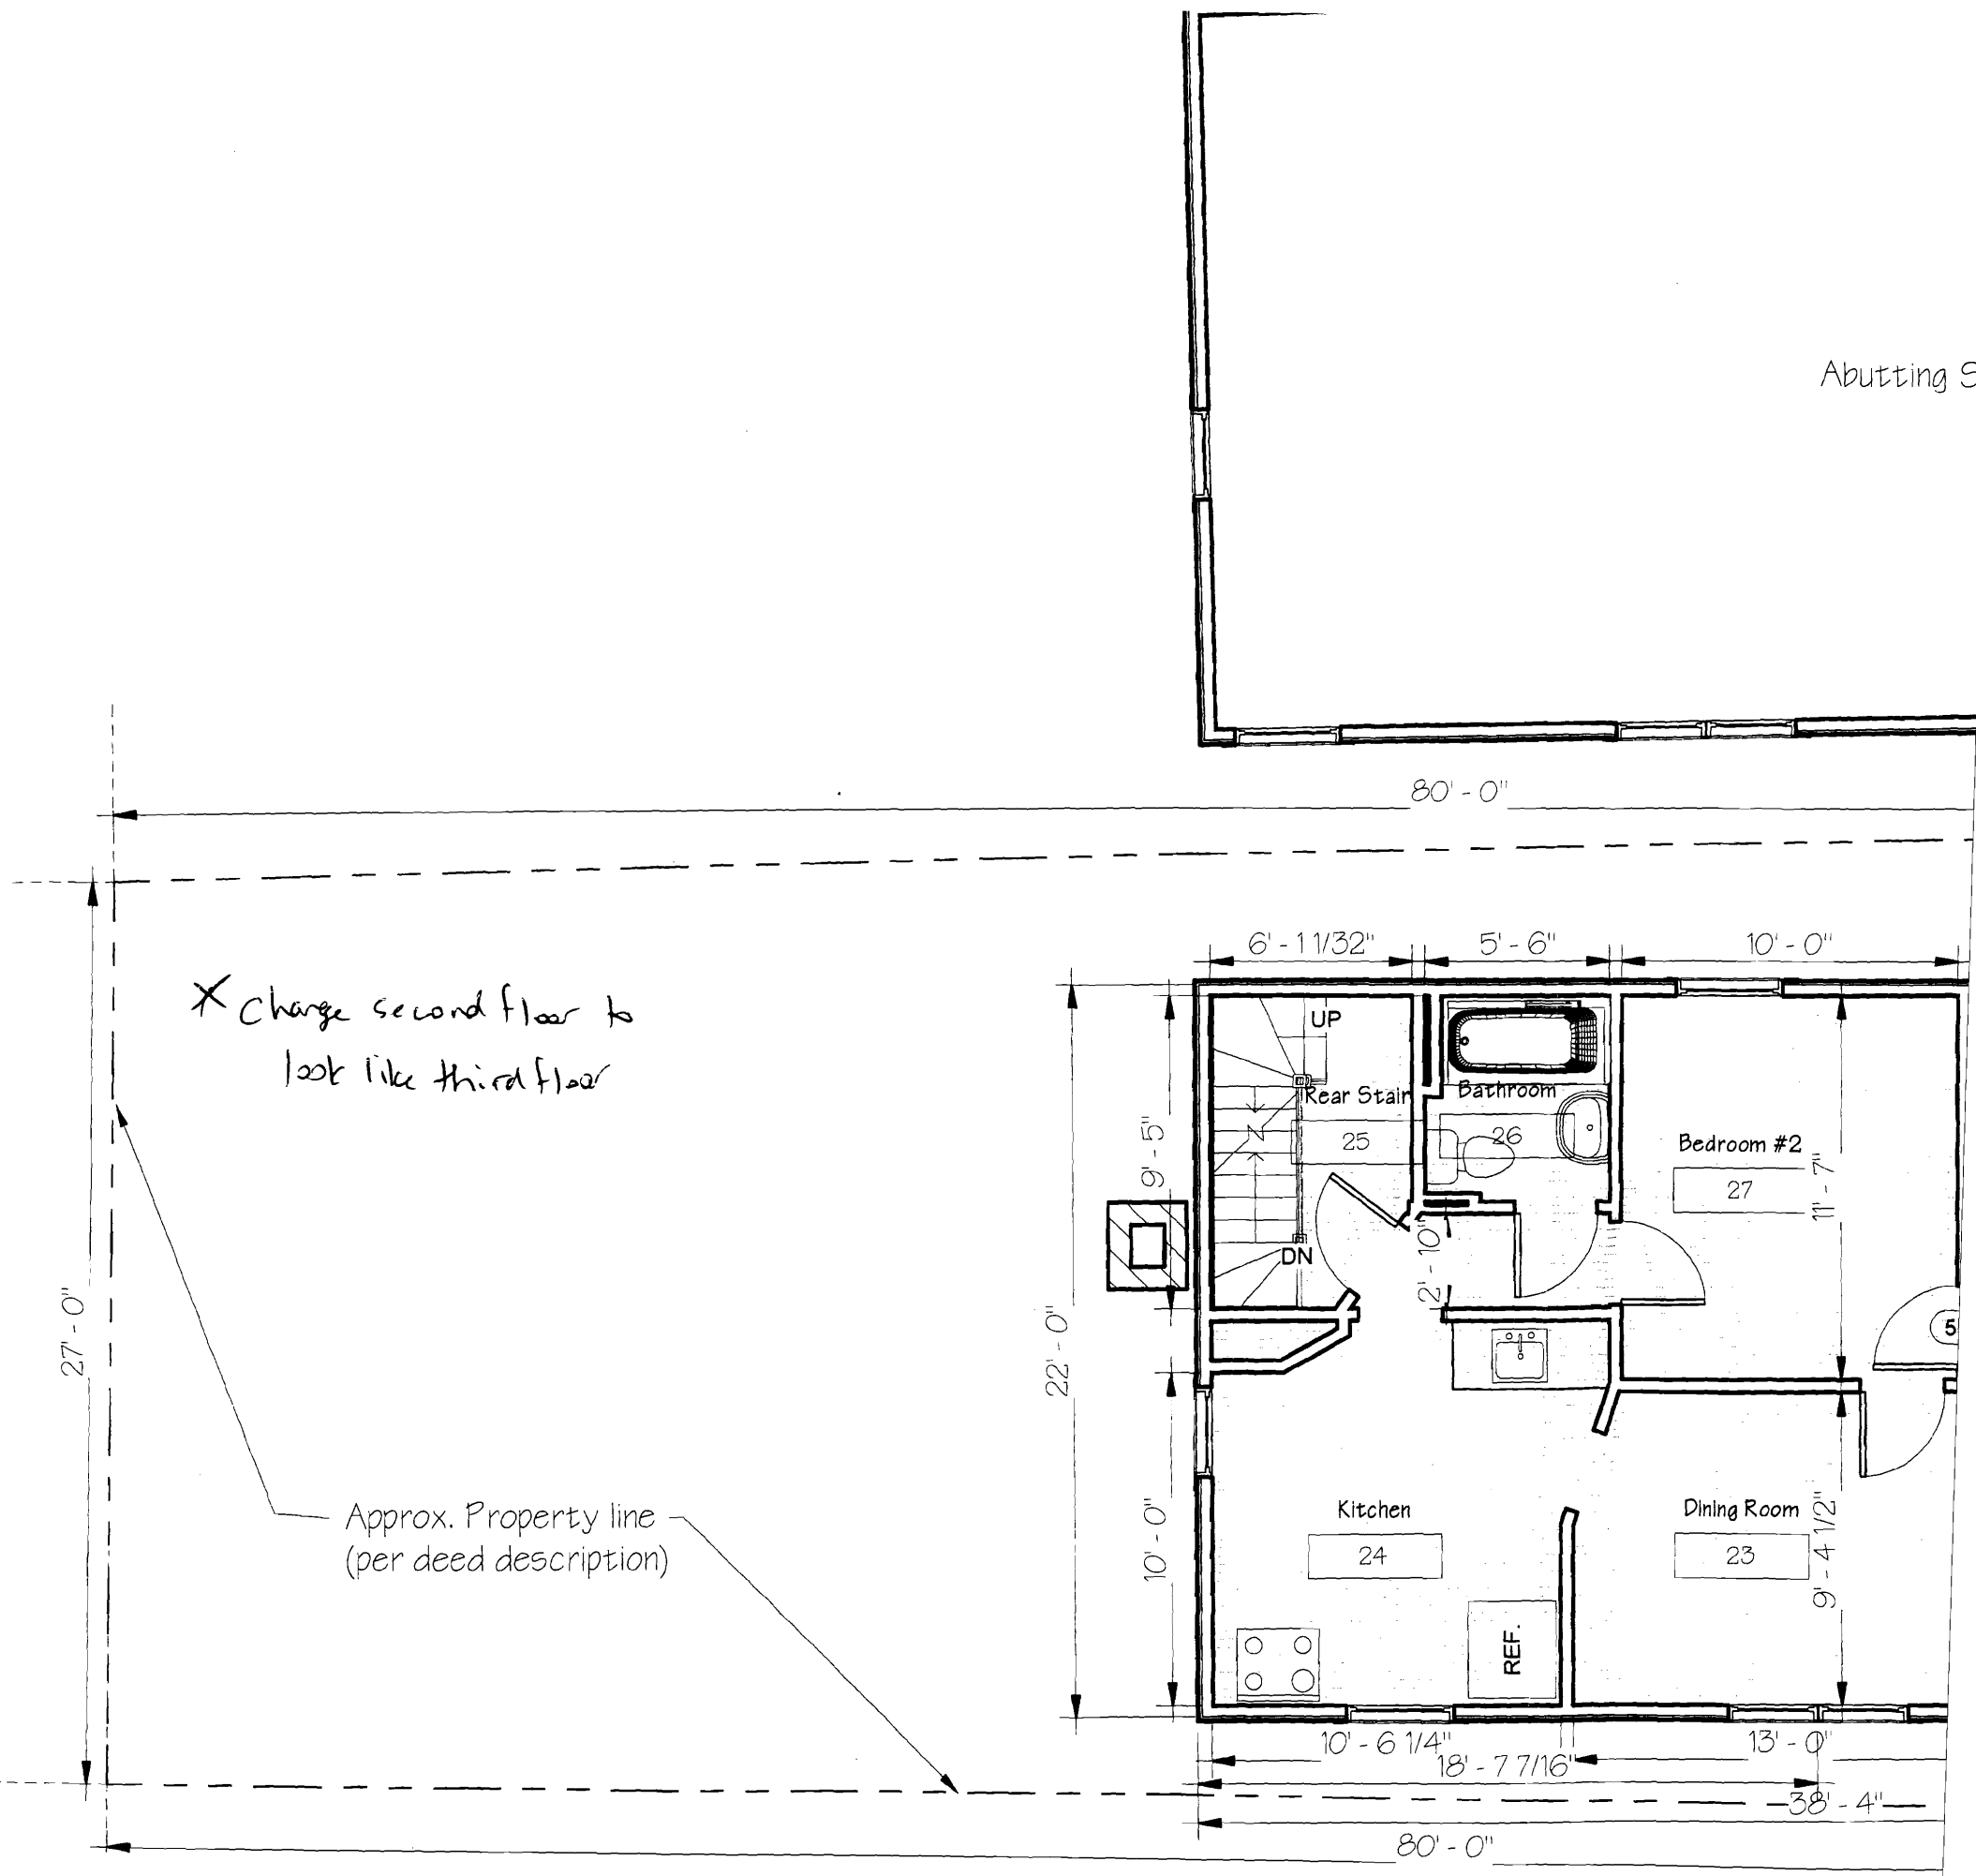 Abutting S
80' - 0"
6' - 1 1/32"
5' - 6"
10' - 0"
X Change second floor to
look like third floor
UP
Rear Stair
25
Bathroom
26
Bedroom #2
27
9' - 5"
11' - 7"
DN
2' - 10"
27' - 0"
22' - 0"
5
Approx. Property line
(per deed description)
Kitchen
24
Dining Room
23
10' - 0"
9' - 4 1/2"
REF.
10' - 6 1/4"
13' - 0"
18' - 7 7/16"
38' - 4"
80' - 0"